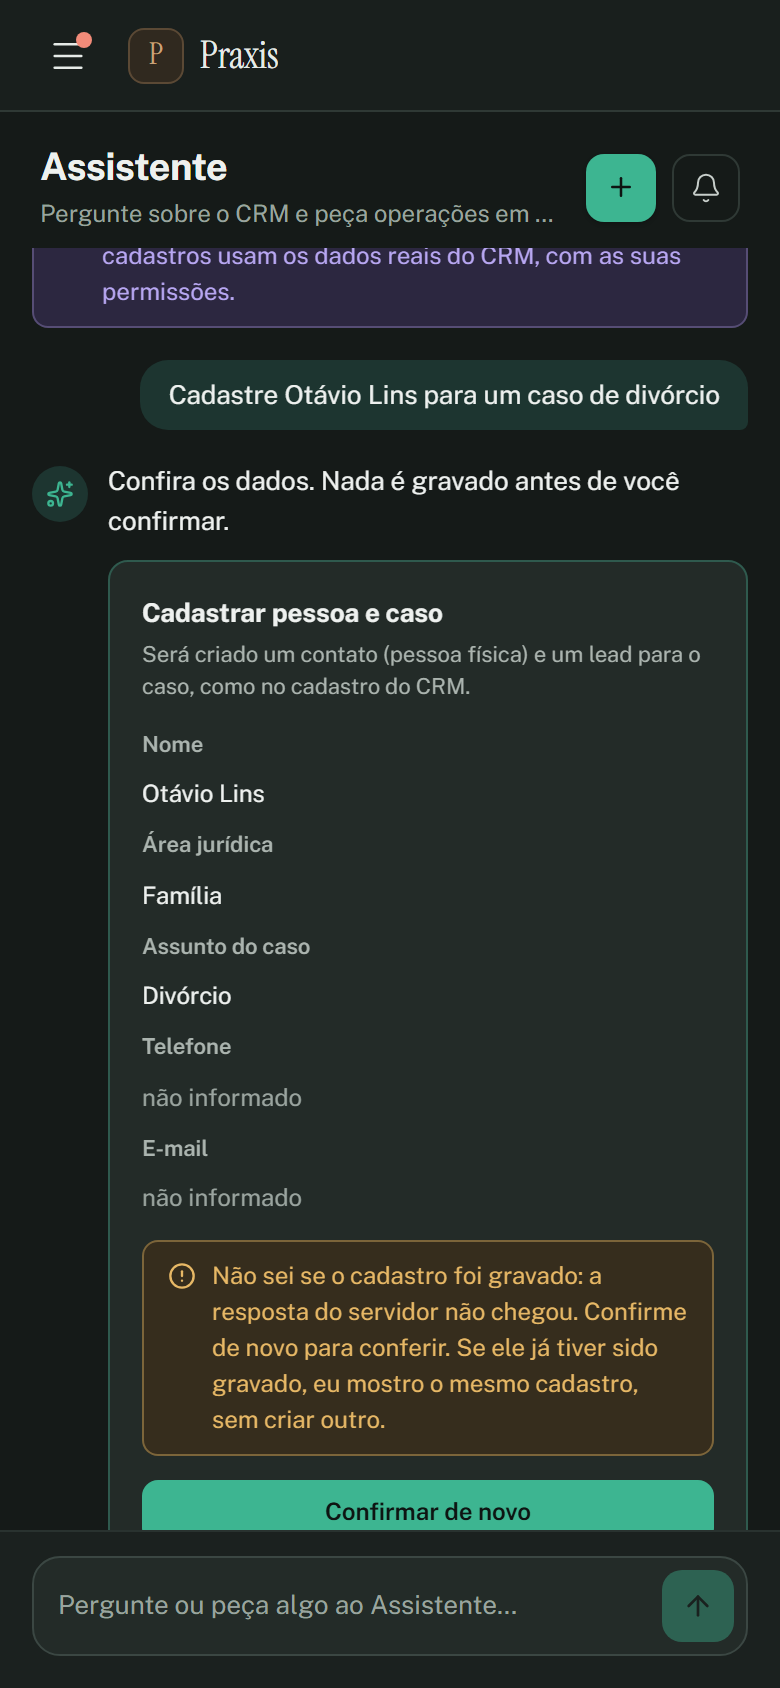 P
Praxis
Assistente
Pergunte sobre o CRM e peça operações em ...
cadastros usam os dados reais do CRM, com as suas
permissões.
Cadastre Otávio Lins para um caso de divórcio
Confira os dados. Nada é gravado antes de você
confirmar.
Cadastrar pessoa e caso
Será criado um contato (pessoa física) e um lead para o
caso, como no cadastro do CRM.
Nome
Otávio Lins
Área jurídica
Família
Assunto do caso
Divórcio
Telefone
não informado
E-mail
não informado
Não sei se o cadastro foi gravado: a
resposta do servidor não chegou. Confirme
de novo para conferir. Se ele já tiver sido
gravado, eu mostro o mesmo cadastro,
sem criar outro.
Confirmar de novo
Pergunte ou peça algo ao Assistente...